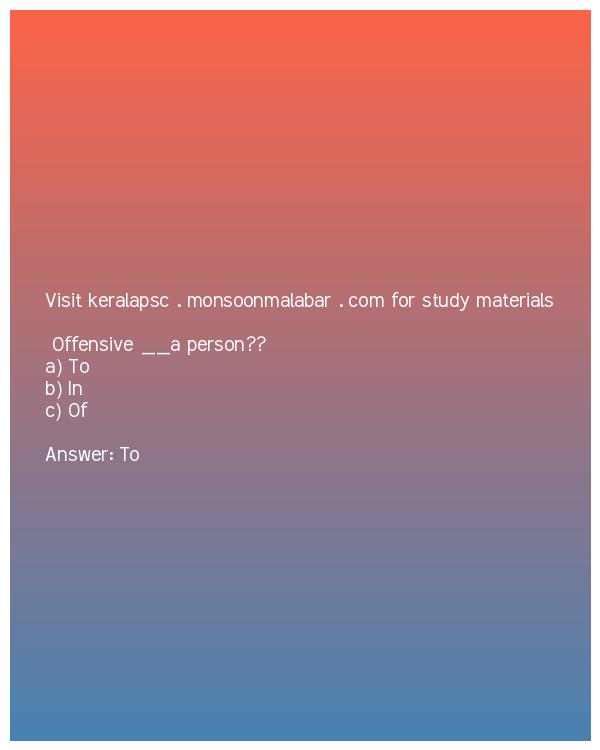 Visit keralapsc . monsoonmalabar . com for study materials
Offensive __a person??
a) To
b) In
c) Of
Answer: To